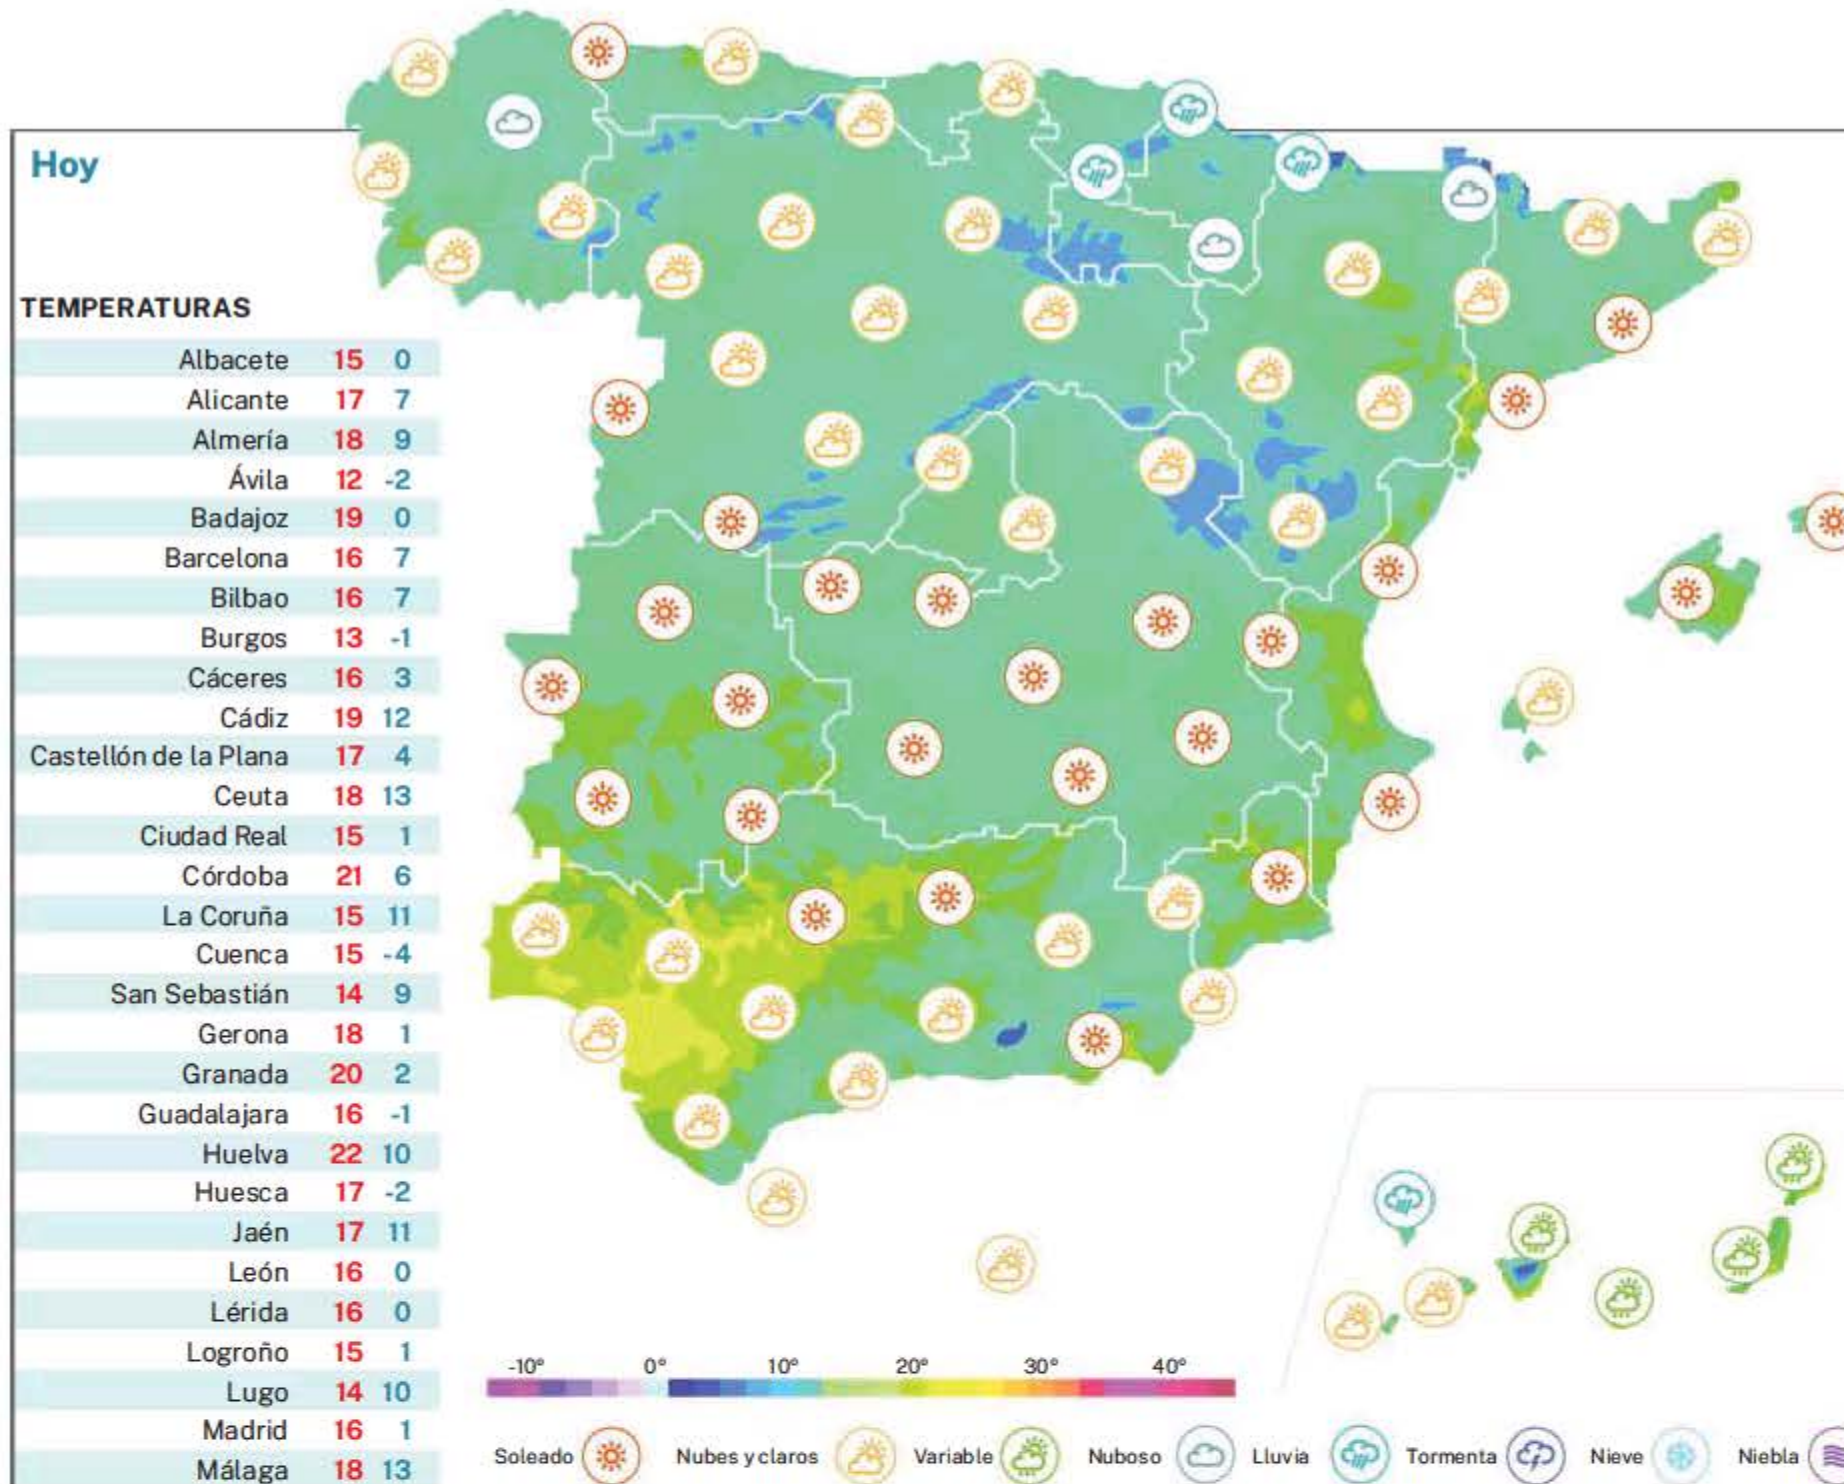 Hoy
TEMPERATURAS
Albacete 15 0
Alicante 17 7
Almería 18 9
Ávila 12 -2
Badajoz 19 0
Barcelona 16 7
Bilbao 16 7
Burgos 13 -1
Cáceres 16 3
Cádiz 19 12
Castellón de la Plana 17 4
Ceuta 18 13
Ciudad Real 15 1
Córdoba 21 6
La Coruña 15 11
Cuenca 15 -4
San Sebastián 14 9
Gerona 18 1
Granada 20 2
Guadalajara 16 -1
Huelva 22 10
Huesca 17 -2
Jaén 17 11
León 16 0
Lérida 16 0
Logroño 15 1
Lugo 14 10
Madrid 16 1
Málaga 18 13
-10° 0° 10° 20° 30° 40°
Soleado Nubes y claros Variable Nuboso Lluvia Tormenta Nieve Niebla